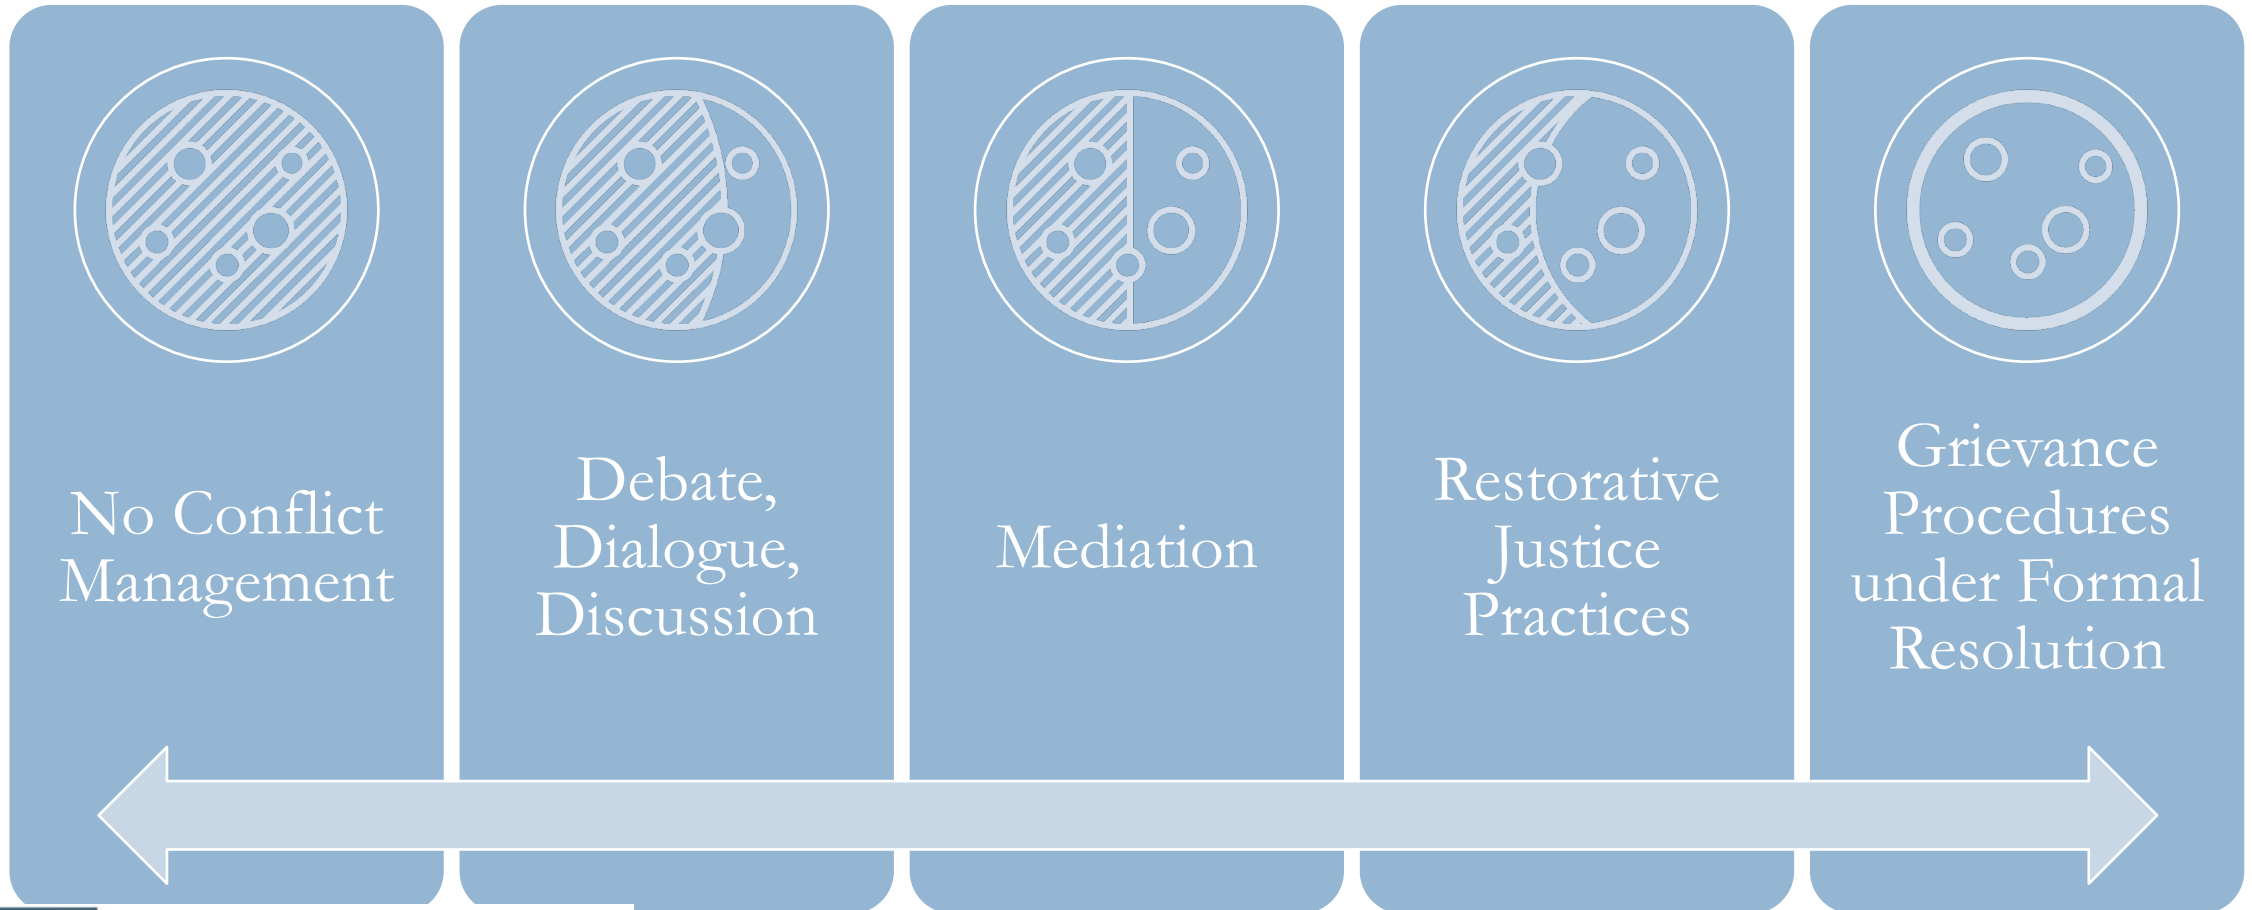 No Conflict
Management
Debate,
Dialogue,
Discussion
Mediation
Restorative
Justice
Practices
Grievance
Procedures
under Formal
Resolution